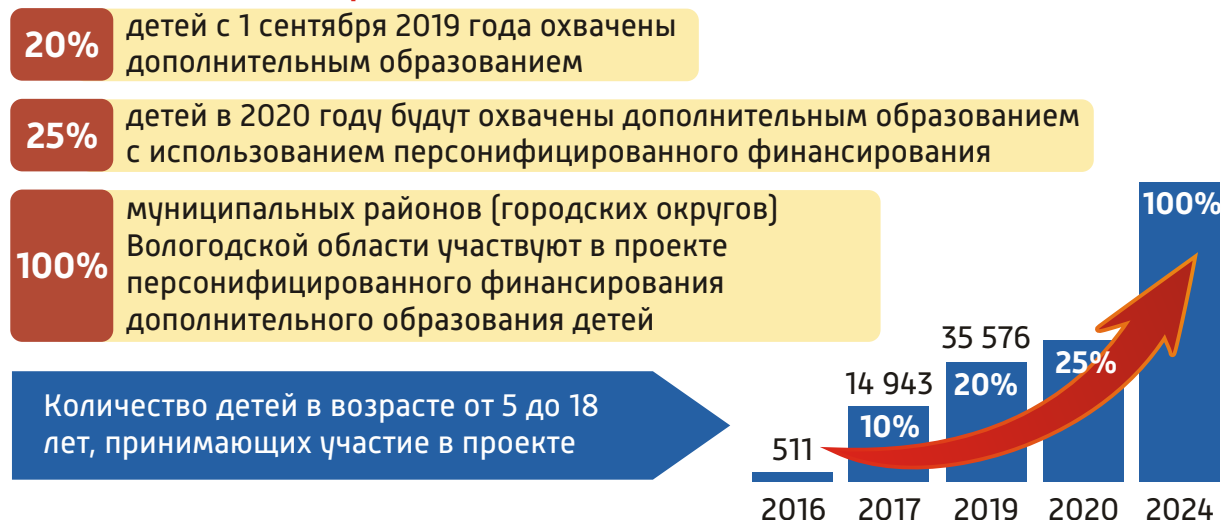 20%
детей с 1 сентября 2019 года охвачены
дополнительным образованием
25%
детей в 2020 году будут охвачены дополнительным образованием
с использованием персонифицированного финансирования
100%
муниципальных районов (городских округов)
Вологодской области участвуют в проекте
персонифицированного финансирования
дополнительного образования детей
Количество детей в возрасте от 5 до 18
лет, принимающих участие в проекте
511
14 943
10%
35 576
20%
25%
100%
2016 2017 2019 2020 2024